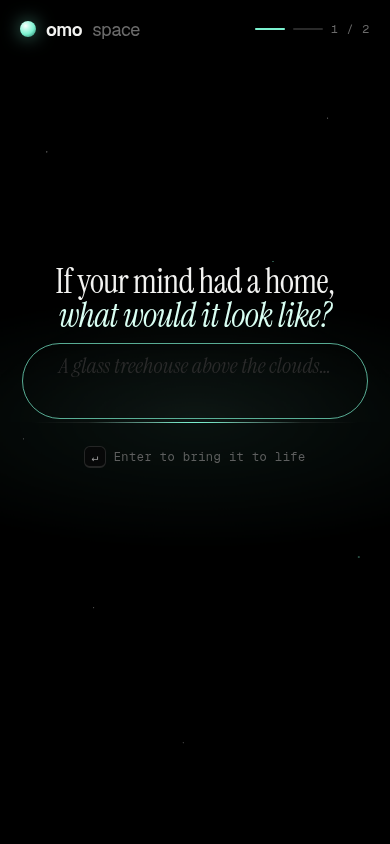 omo space
1 / 2
If your mind had a home,
what would it look like?
A glass treehouse above the clouds...
↵ Enter to bring it to life